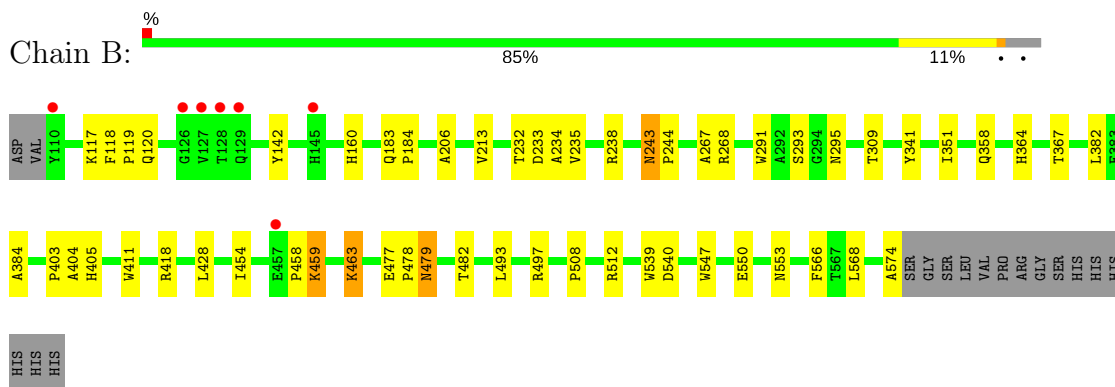 %
Chain B:
85% 11% • •
ASP VAL Y110 K117 F118 P119 Q120 G126 V127 T128 Q129 Y142 H145 H160 Q183 P184 A206 V213 T232 D233 A234 V235 R238 N243 P244 A267 R268 W291 A292 S293 G294 N295 T309 Y341 I351 Q358 H364 T367 L382 E383
A384 P403 A404 H405 W411 R418 L428 I454 E457 P458 K459 K463 E477 P478 N479 T482 L493 R497 P508 R512 W539 D540 W547 E550 N553 F566 T567 L568 A574 SER GLY SER LEU VAL PRO ARG GLY SER HIS HIS HIS
HIS HIS HIS